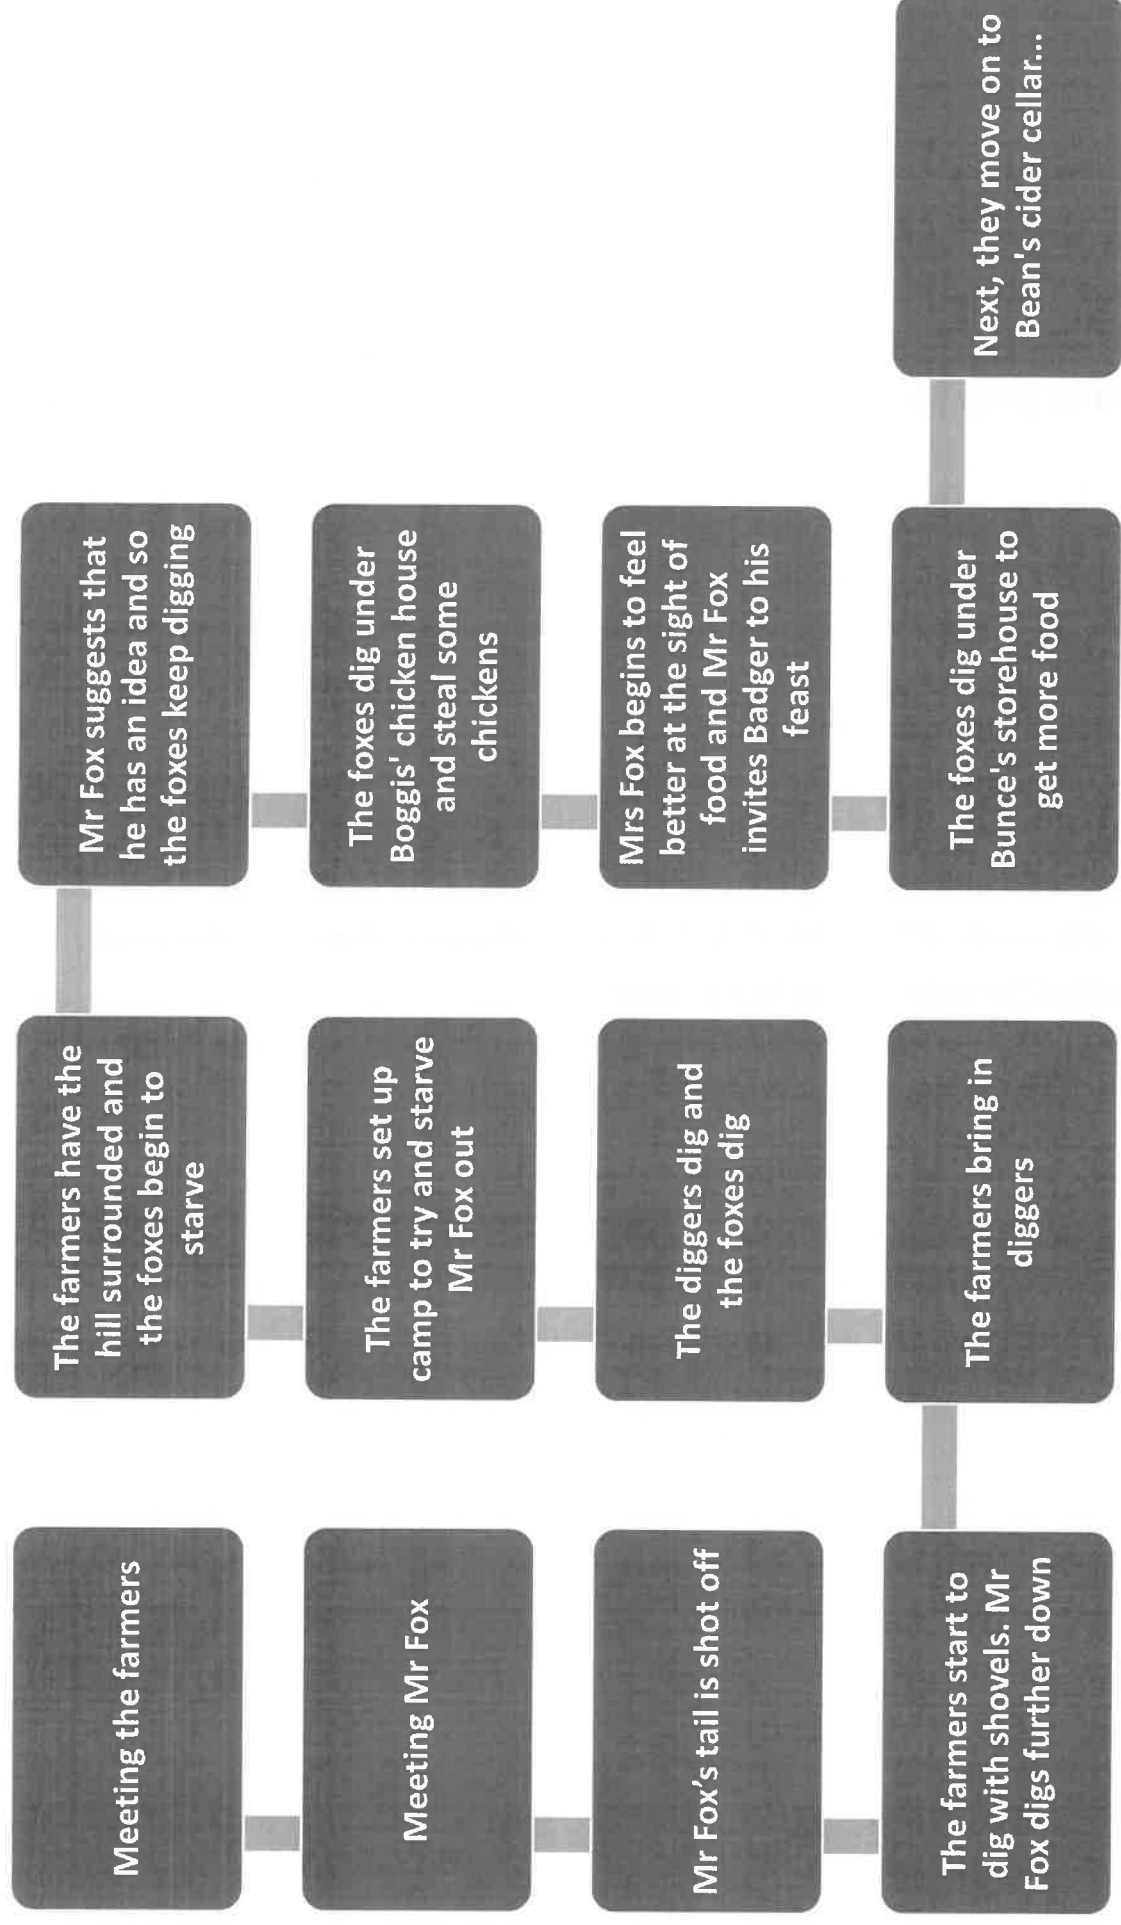 Meeting the farmers
Meeting Mr Fox
Mr Fox's tail is shot off
The farmers start to
dig with shovels. Mr
Fox digs further down
The farmers bring in
diggers
The diggers dig and
the foxes dig
The farmers set up
camp to try and starve
Mr Fox out
The farmers have the
hill surrounded and
the foxes begin to
starve
Mr Fox suggests that
he has an idea and so
the foxes keep digging
The foxes dig under
Boggis' chicken house
and steal some
chickens
Mrs Fox begins to feel
better at the sight of
food and Mr Fox
invites Badger to his
feast
The foxes dig under
Bunce's storehouse to
get more food
Next, they move on to
Bean's cider cellar...